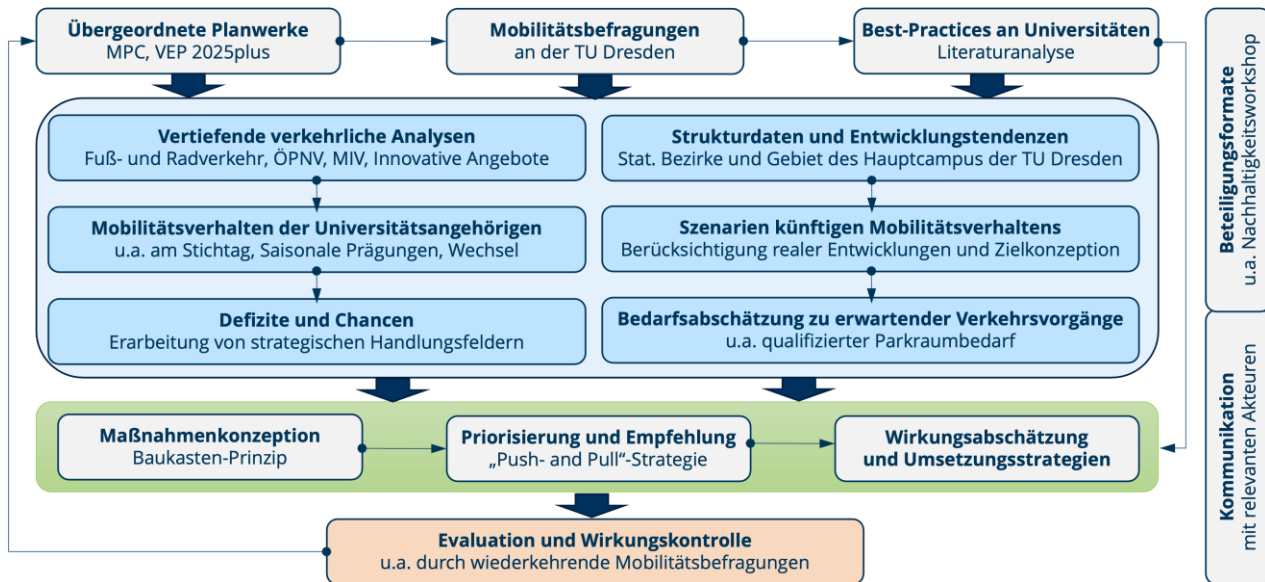 Übergeordnete Planwerke
MPC, VEP 2025plus
Mobilitätsbefragungen
an der TU Dresden
Best-Practices an Universitäten
Literaturanalyse
Vertiefende verkehrliche Analysen
Fuß- und Radverkehr, ÖPNV, MIV, Innovative Angebote
Mobilitätsverhalten der Universitätsangehörigen
u.a. am Stichtag, Saisonale Prägungen, Wechsel
Defizite und Chancen
Erarbeitung von strategischen Handlungsfeldern
Strukturdaten und Entwicklungstendenzen
Stat. Bezirke und Gebiet des Hauptcampus der TU Dresden
Szenarien künftigen Mobilitätsverhaltens
Berücksichtigung realer Entwicklungen und Zielkonzeption
Bedarfsabschätzung zu erwartender Verkehrsvorgänge
u.a. qualifizierter Parkraumbedarf
Maßnahmenkonzeption
Baukasten-Prinzip
Priorisierung und Empfehlung
„Push- and Pull“-Strategie
Wirkungsabschätzung
und Umsetzungsstrategien
Evaluation und Wirkungskontrolle
u.a. durch wiederkehrende Mobilitätsbefragungen
Beteiligungsformate
u.a. Nachhaltigkeitsworkshop
Kommunikation
mit relevanten Akteuren